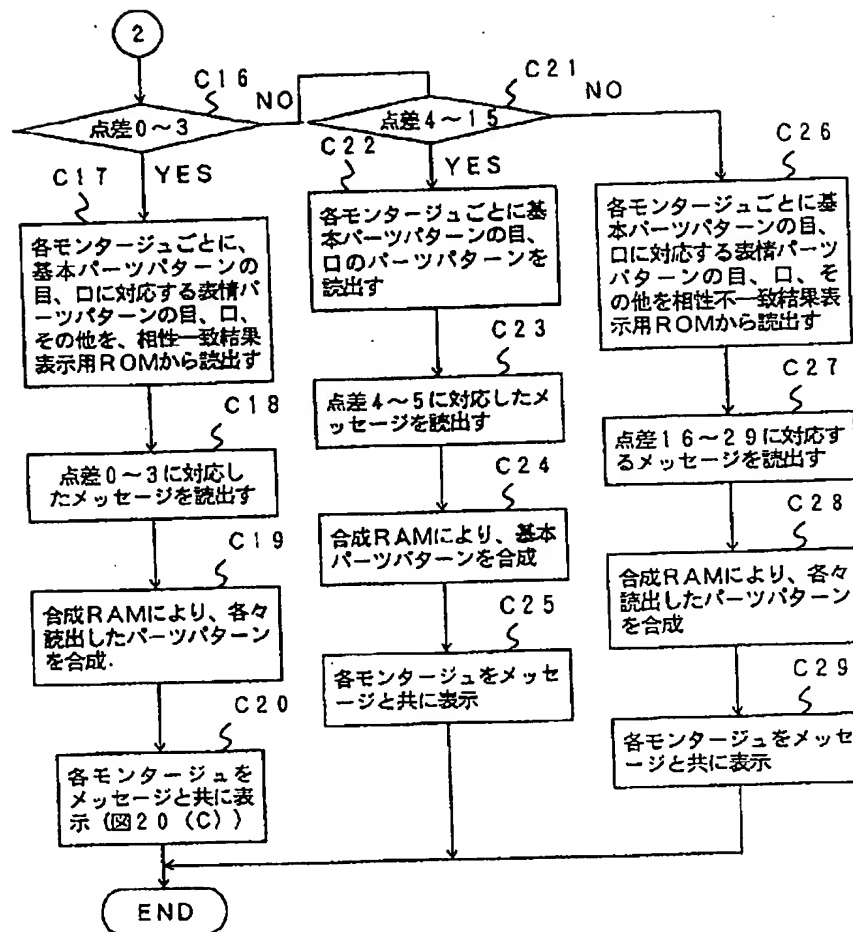 2
C16
点差0～3
NO
C21
点差4～15
NO
C17
YES
各モンタージュごとに、
基本パーツパターンの
目、口に対応する表情パ
ーツパターンの目、口、
その他を、相性一致結果
表示用ROMから読出す
C18
点差0～3に対応し
たメッセージを読出す
C19
合成RAMにより、各々
読出したパーツパターン
を合成.
C20
各モンタージュを
メッセージと共に表
示(図20(C))
END
C22
YES
各モンタージュごとに基
本パーツパターンの目、
口のパーツパターンを
読出す
C23
点差4～5に対応したメ
ッセージを読出す
C24
合成RAMにより、基本
パーツパターンを合成
C25
各モンタージュをメッセ
ージと共に表示
C26
各モンタージュごとに基
本パーツパターンの目、
口に対応する表情パーツ
パターンの目、口、そ
の他を相性不一致結果表
示用ROMから読出す
C27
点差16～29に対応す
るメッセージを読出す
C28
合成RAMにより、各々
読出したパーツパターン
を合成
C29
各モンタージュをメッセ
ージと共に表示